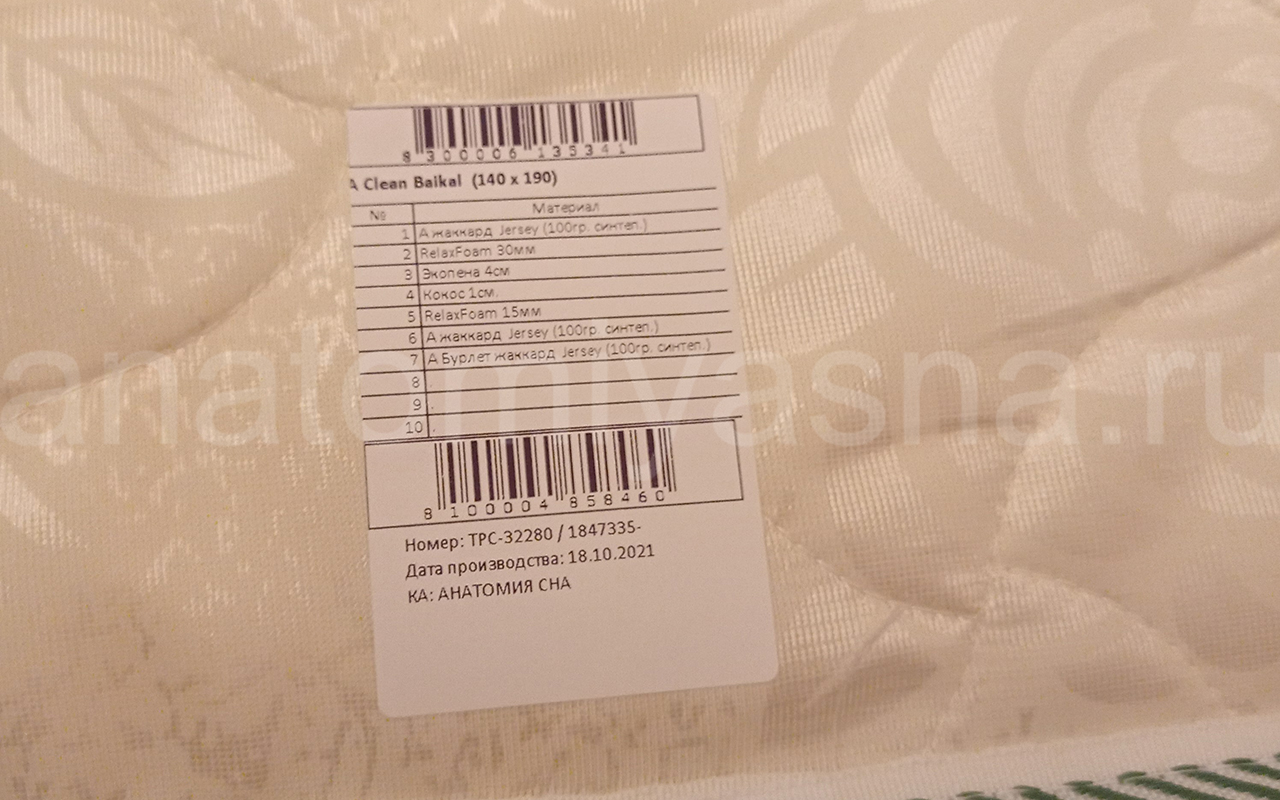 8 300006 135341
A Clean Baikal (140 x 190)
№ Материал
1 А жаккард Jersey (100гр. синтеп.)
2 RelaxFoam 30мм
3 Экопена 4см
4 Кокос 1см.
5 RelaxFoam 15мм
6 А жаккард Jersey (100гр. синтеп.)
7 А Бурлет жаккард Jersey (100гр. синтеп.)
8 .
9 .
10 .
anatomiyasna.ru
8 100004 858460
Номер: ТРС-32280 / 1847335-
Дата производства: 18.10.2021
КА: АНАТОМИЯ СНА